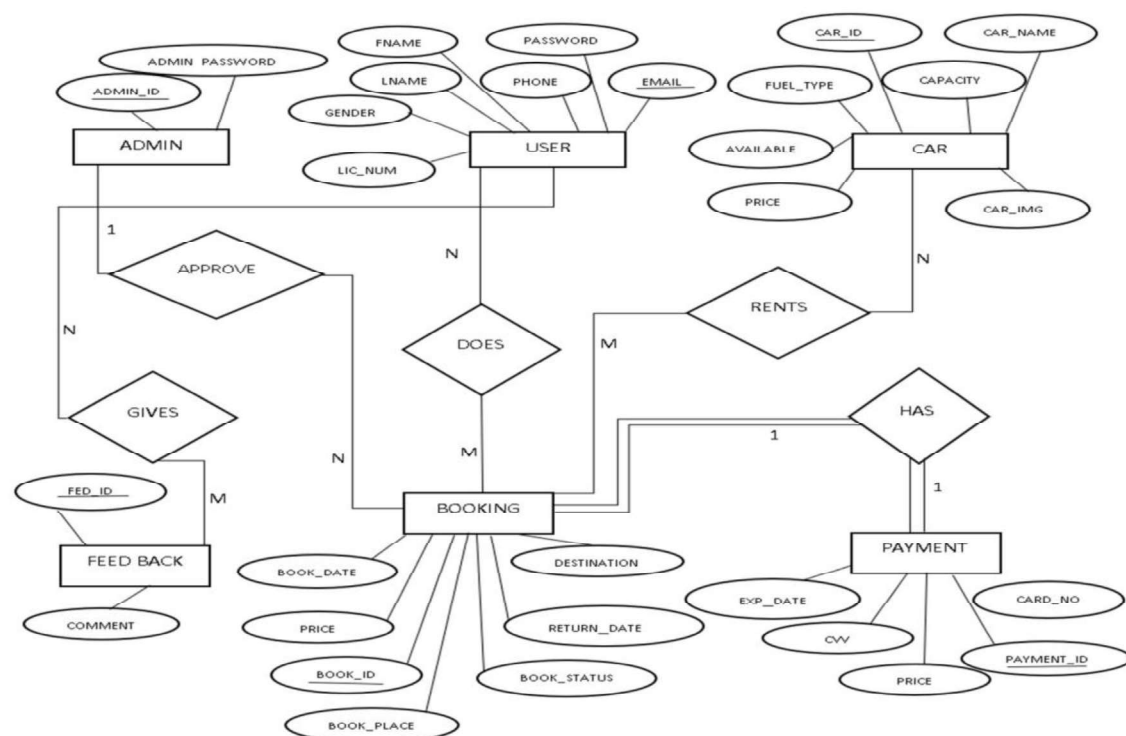 FNAME
PASSWORD
CAR_ID
CAR_NAME
ADMIN PASSWORD
LNAME
PHONE
EMAIL
FUEL_TYPE
CAPACITY
ADMIN_ID
GENDER
ADMIN
USER
AVAILABLE
CAR
LIC_NUM
PRICE
CAR_IMG
1
N
N
APPROVE
RENTS
N
DOES
M
GIVES
HAS
1
M
N
M
1
FED_ID
BOOKING
FEED BACK
PAYMENT
BOOK_DATE
DESTINATION
EXP_DATE
CARD_NO
COMMENT
PRICE
RETURN_DATE
CVV
PAYMENT_ID
BOOK_ID
BOOK_STATUS
PRICE
BOOK_PLACE